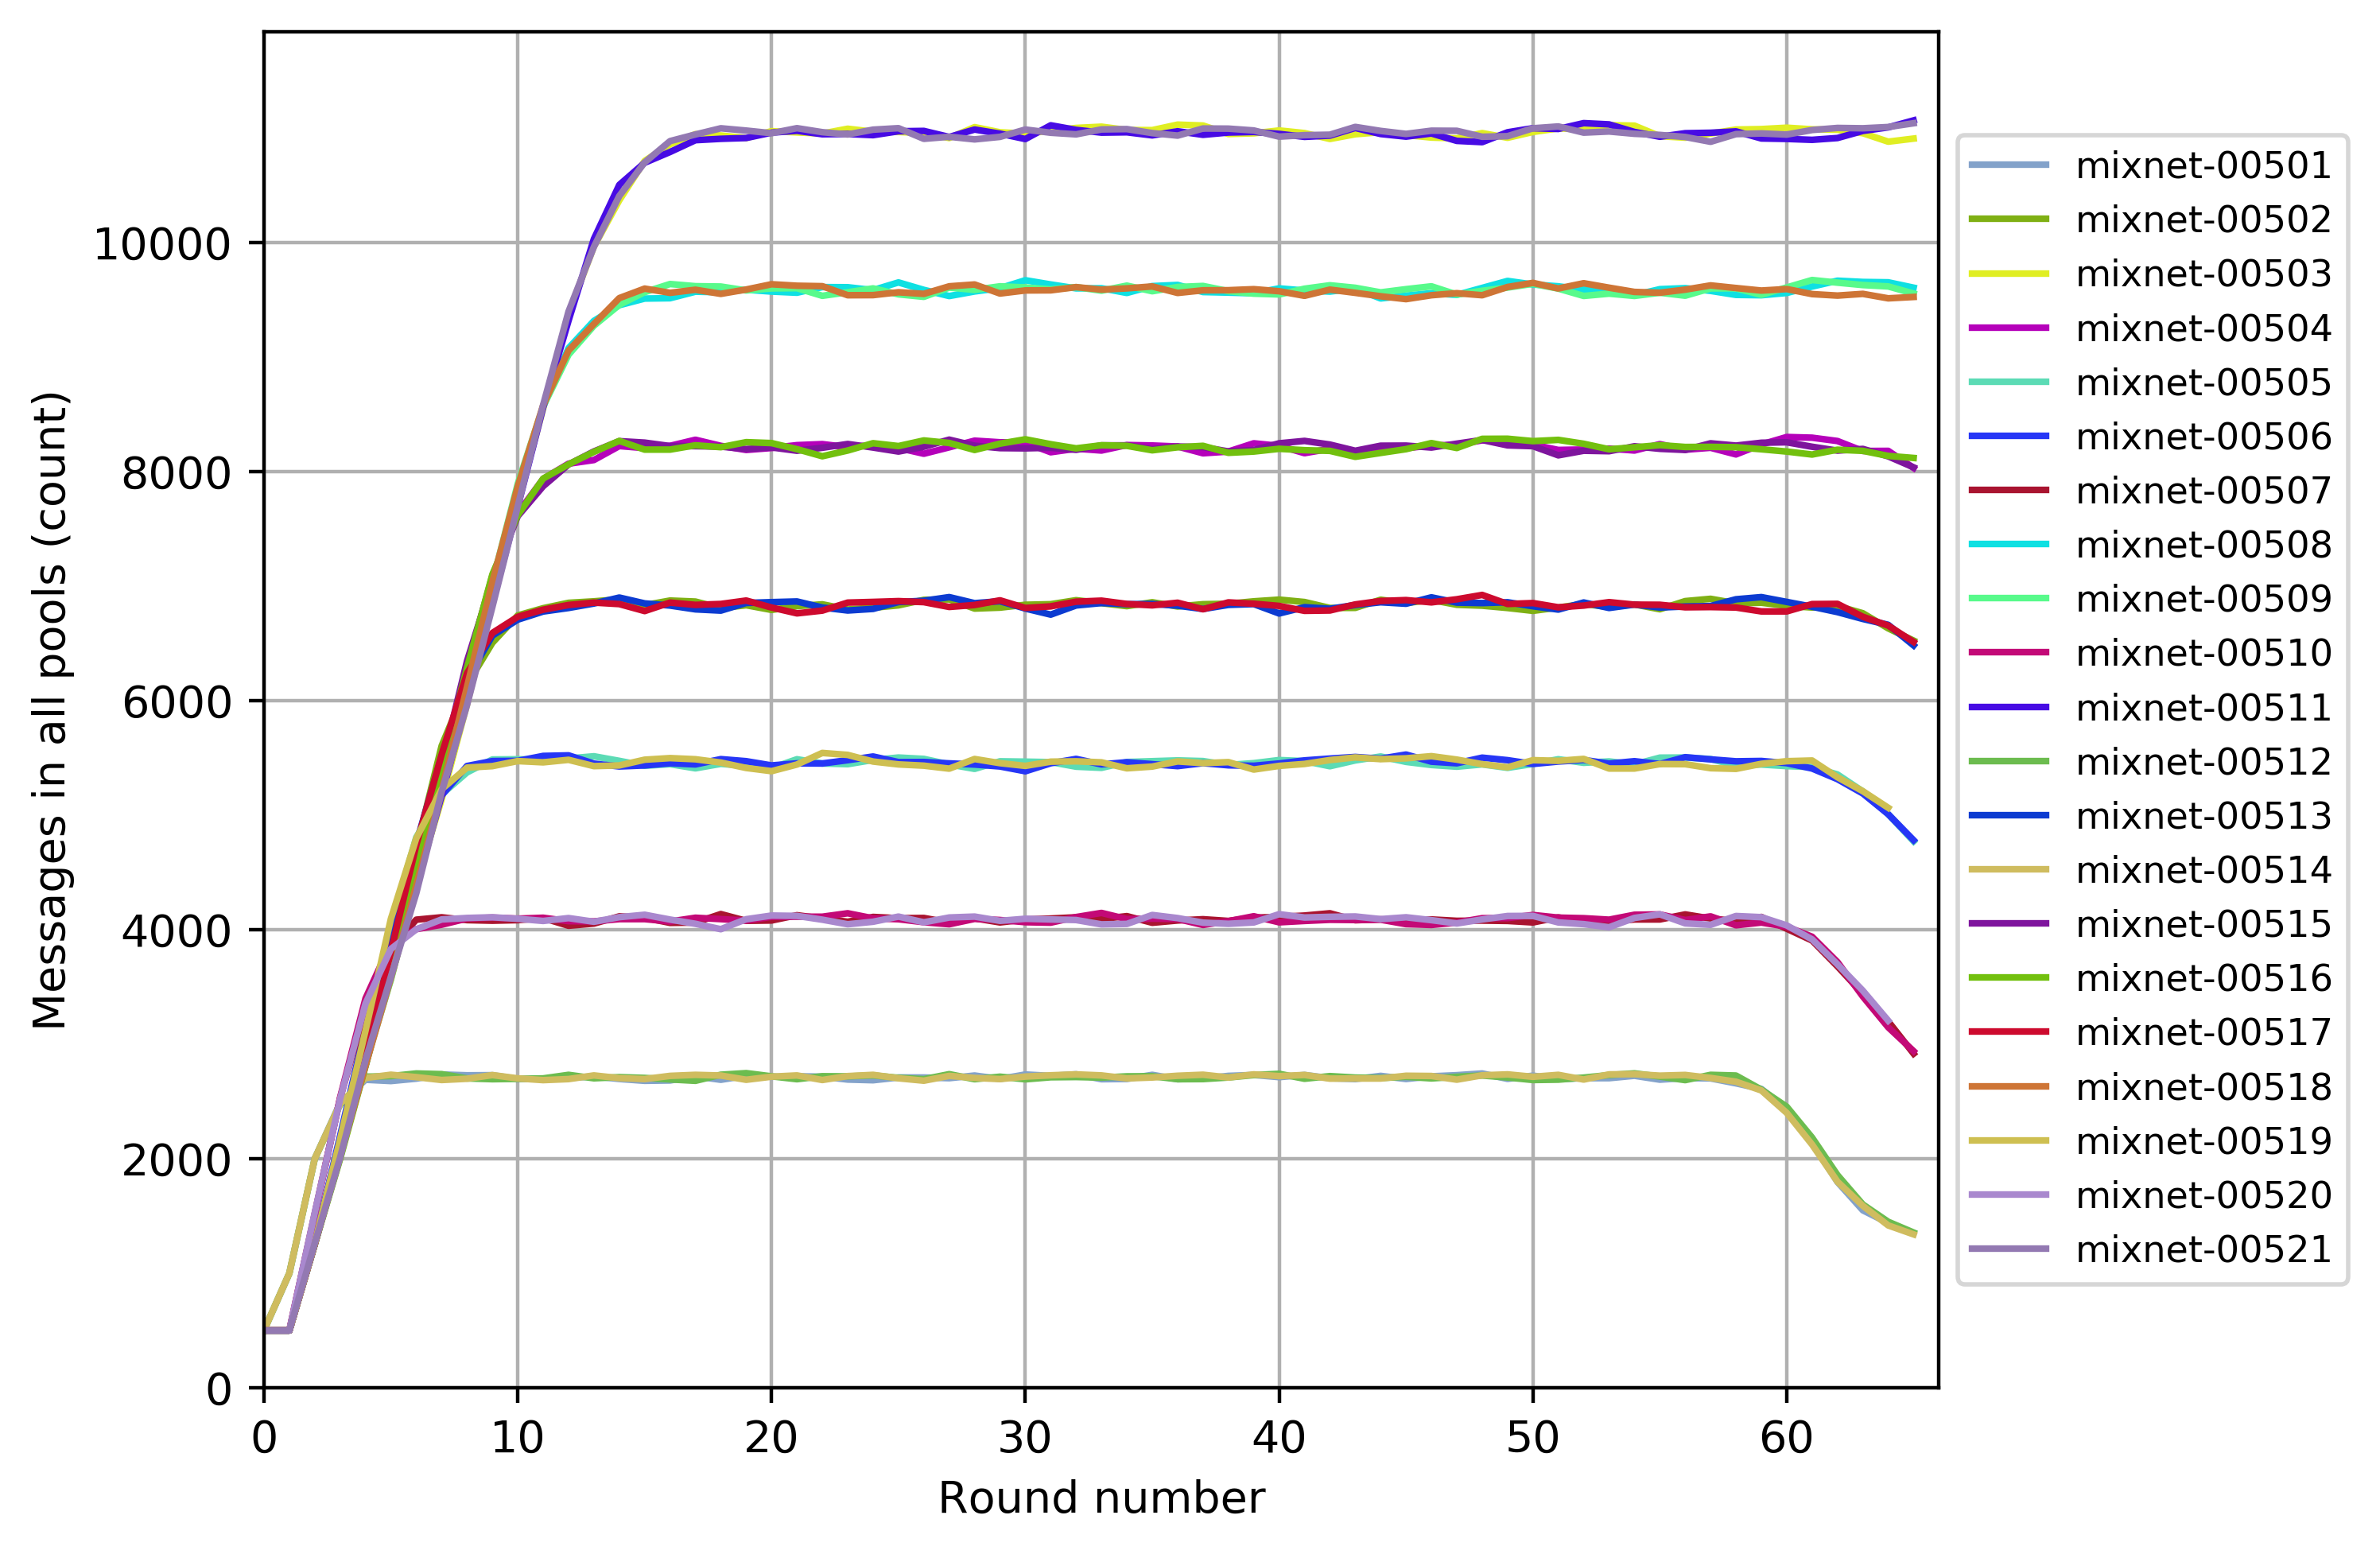 Messages in all pools (count)
10000
8000
6000
4000
2000
0
0 10 20 30 40 50 60
Round number
mixnet-00501
mixnet-00502
mixnet-00503
mixnet-00504
mixnet-00505
mixnet-00506
mixnet-00507
mixnet-00508
mixnet-00509
mixnet-00510
mixnet-00511
mixnet-00512
mixnet-00513
mixnet-00514
mixnet-00515
mixnet-00516
mixnet-00517
mixnet-00518
mixnet-00519
mixnet-00520
mixnet-00521